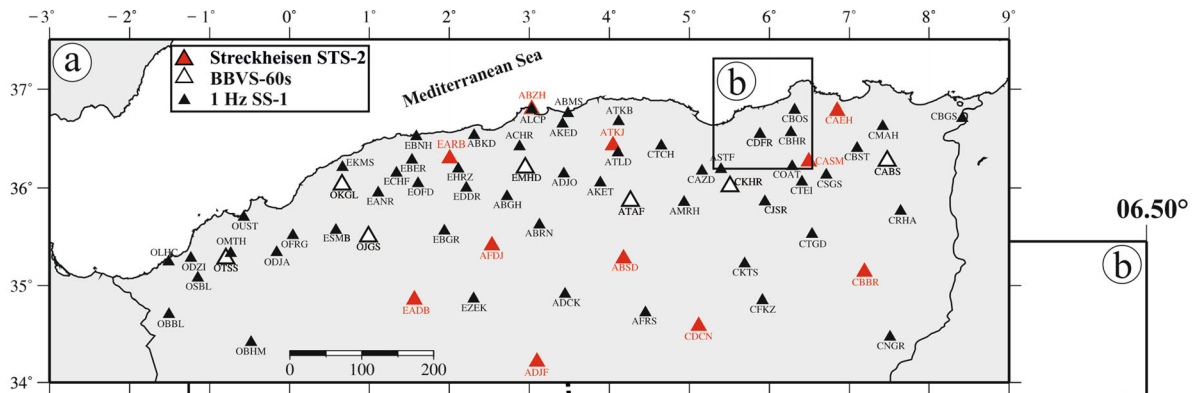 −3° −2° −1° 0° 1° 2° 3° 4° 5° 6° 7° 8° 9°
a
Streckheisen STS-2
BBVS-60s
1 Hz SS-1
Mediterranean Sea
b
37°
36°
35°
34°
ABZH
ALCP
ABMS
AKED
ATKB
ATKJ
ATLD
CTCH
CBOS
CAEH
CDFR
CBHR
CMAH
CBGS
CBST
EBNH
ABKD
ACHR
EARB
EKMS
EBER
EHRZ
EMHD
ADJO
ASTF
CAZD
COAT
CASM
CABS
ECHF
EOFD
EDDR
OKGL
EANR
ABGH
AKET
CKHR
CTEI
CSGS
ATAF
AMRH
CJSR
CRHA
06.50°
OUST
ESMB
OJGS
EBGR
ABRN
CTGD
OFRG
OMTH
OLHC
ODZI
OTSS
ODJA
AFDJ
ABSD
CKTS
CBBR
b
OSBL
EADB
EZEK
ADCK
CFKZ
OBBL
AFRS
CDCN
OBHM
CNGR
0 100 200
ADJF